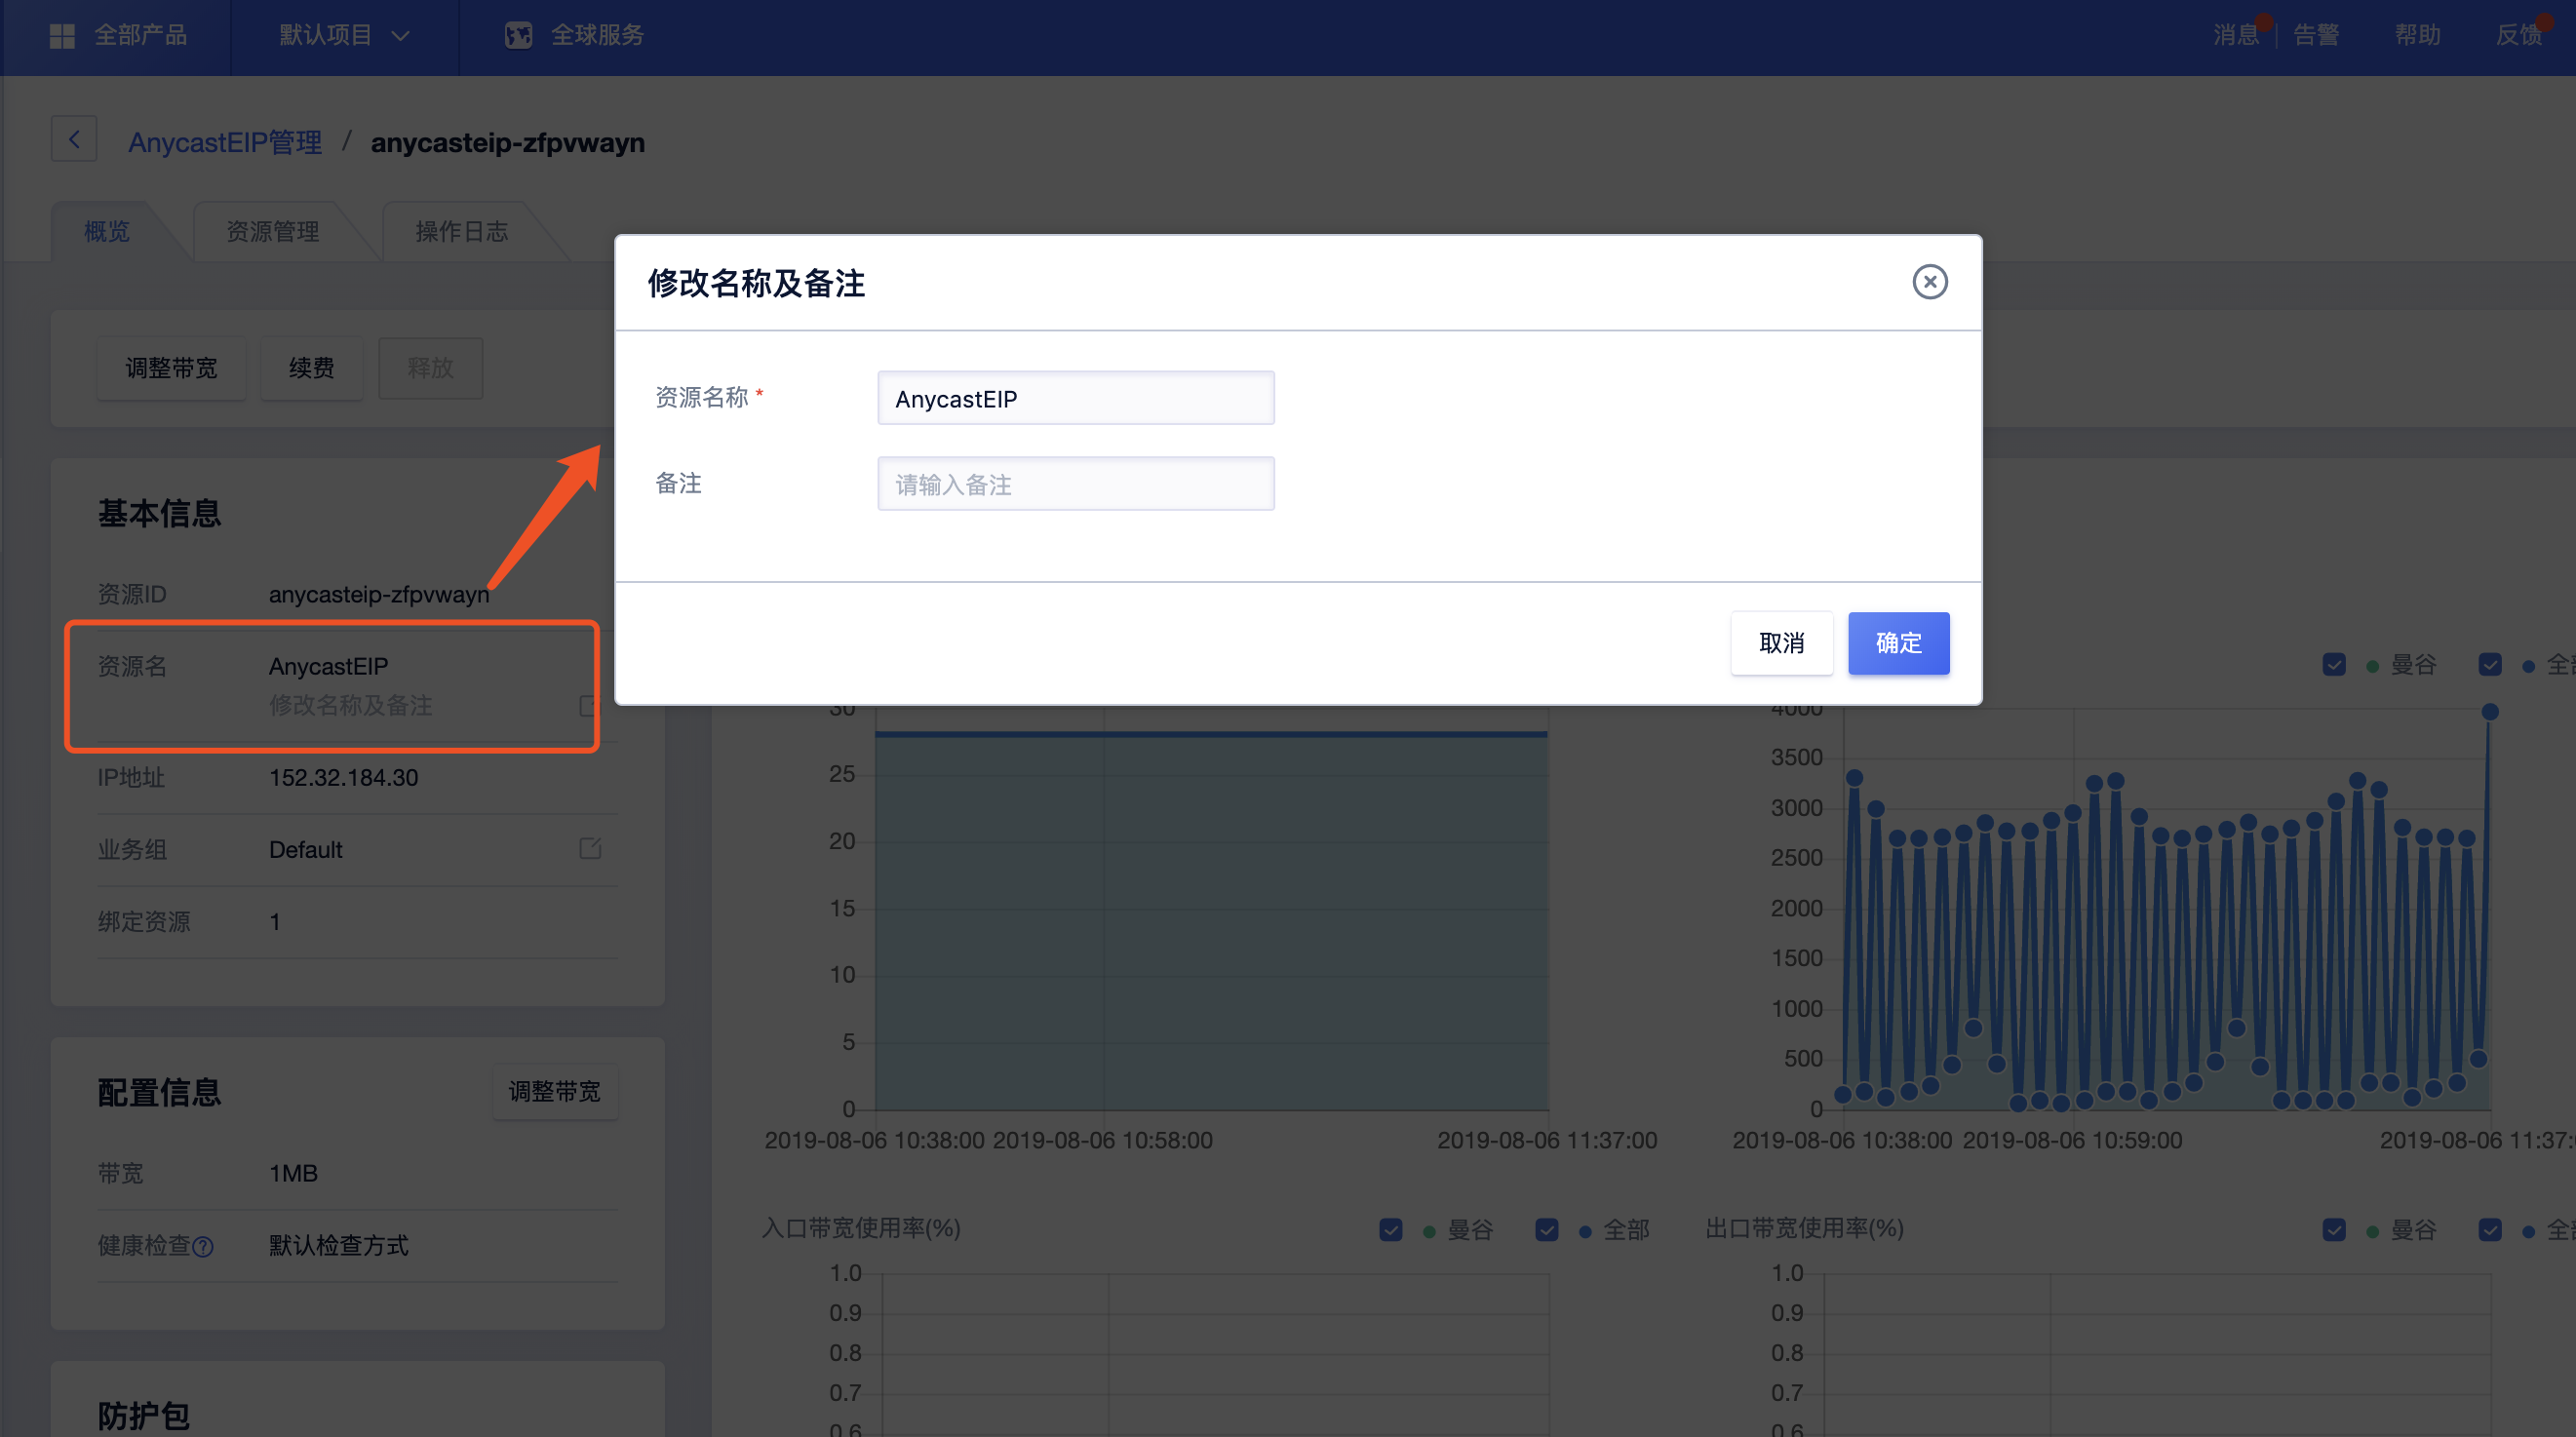 全部产品 默认项目 全球服务 消息 告警 帮助 反馈
AnycastEIP管理 / anycasteip-zfpvwayn
概览 资源管理 操作日志
修改名称及备注
调整带宽 续费 释放
资源名称 * AnycastEIP
备注 请输入备注
取消 确定
基本信息
资源ID anycasteip-zfpvwayn
资源名 AnycastEIP
修改名称及备注
IP地址 152.32.184.30
业务组 Default
绑定资源 1
配置信息 调整带宽
带宽 1MB
健康检查? 默认检查方式
防护包
30
25
20
15
10
5
0
2019-08-06 10:38:00 2019-08-06 10:58:00 2019-08-06 11:37:00
曼谷 全部
4000
3500
3000
2500
2000
1500
1000
500
0
2019-08-06 10:38:00 2019-08-06 10:59:00 2019-08-06 11:37:
入口带宽使用率(%) 曼谷 全部
1.0
0.9
0.8
0.7
0.6
出口带宽使用率(%) 曼谷 全部
1.0
0.9
0.8
0.7
0.6